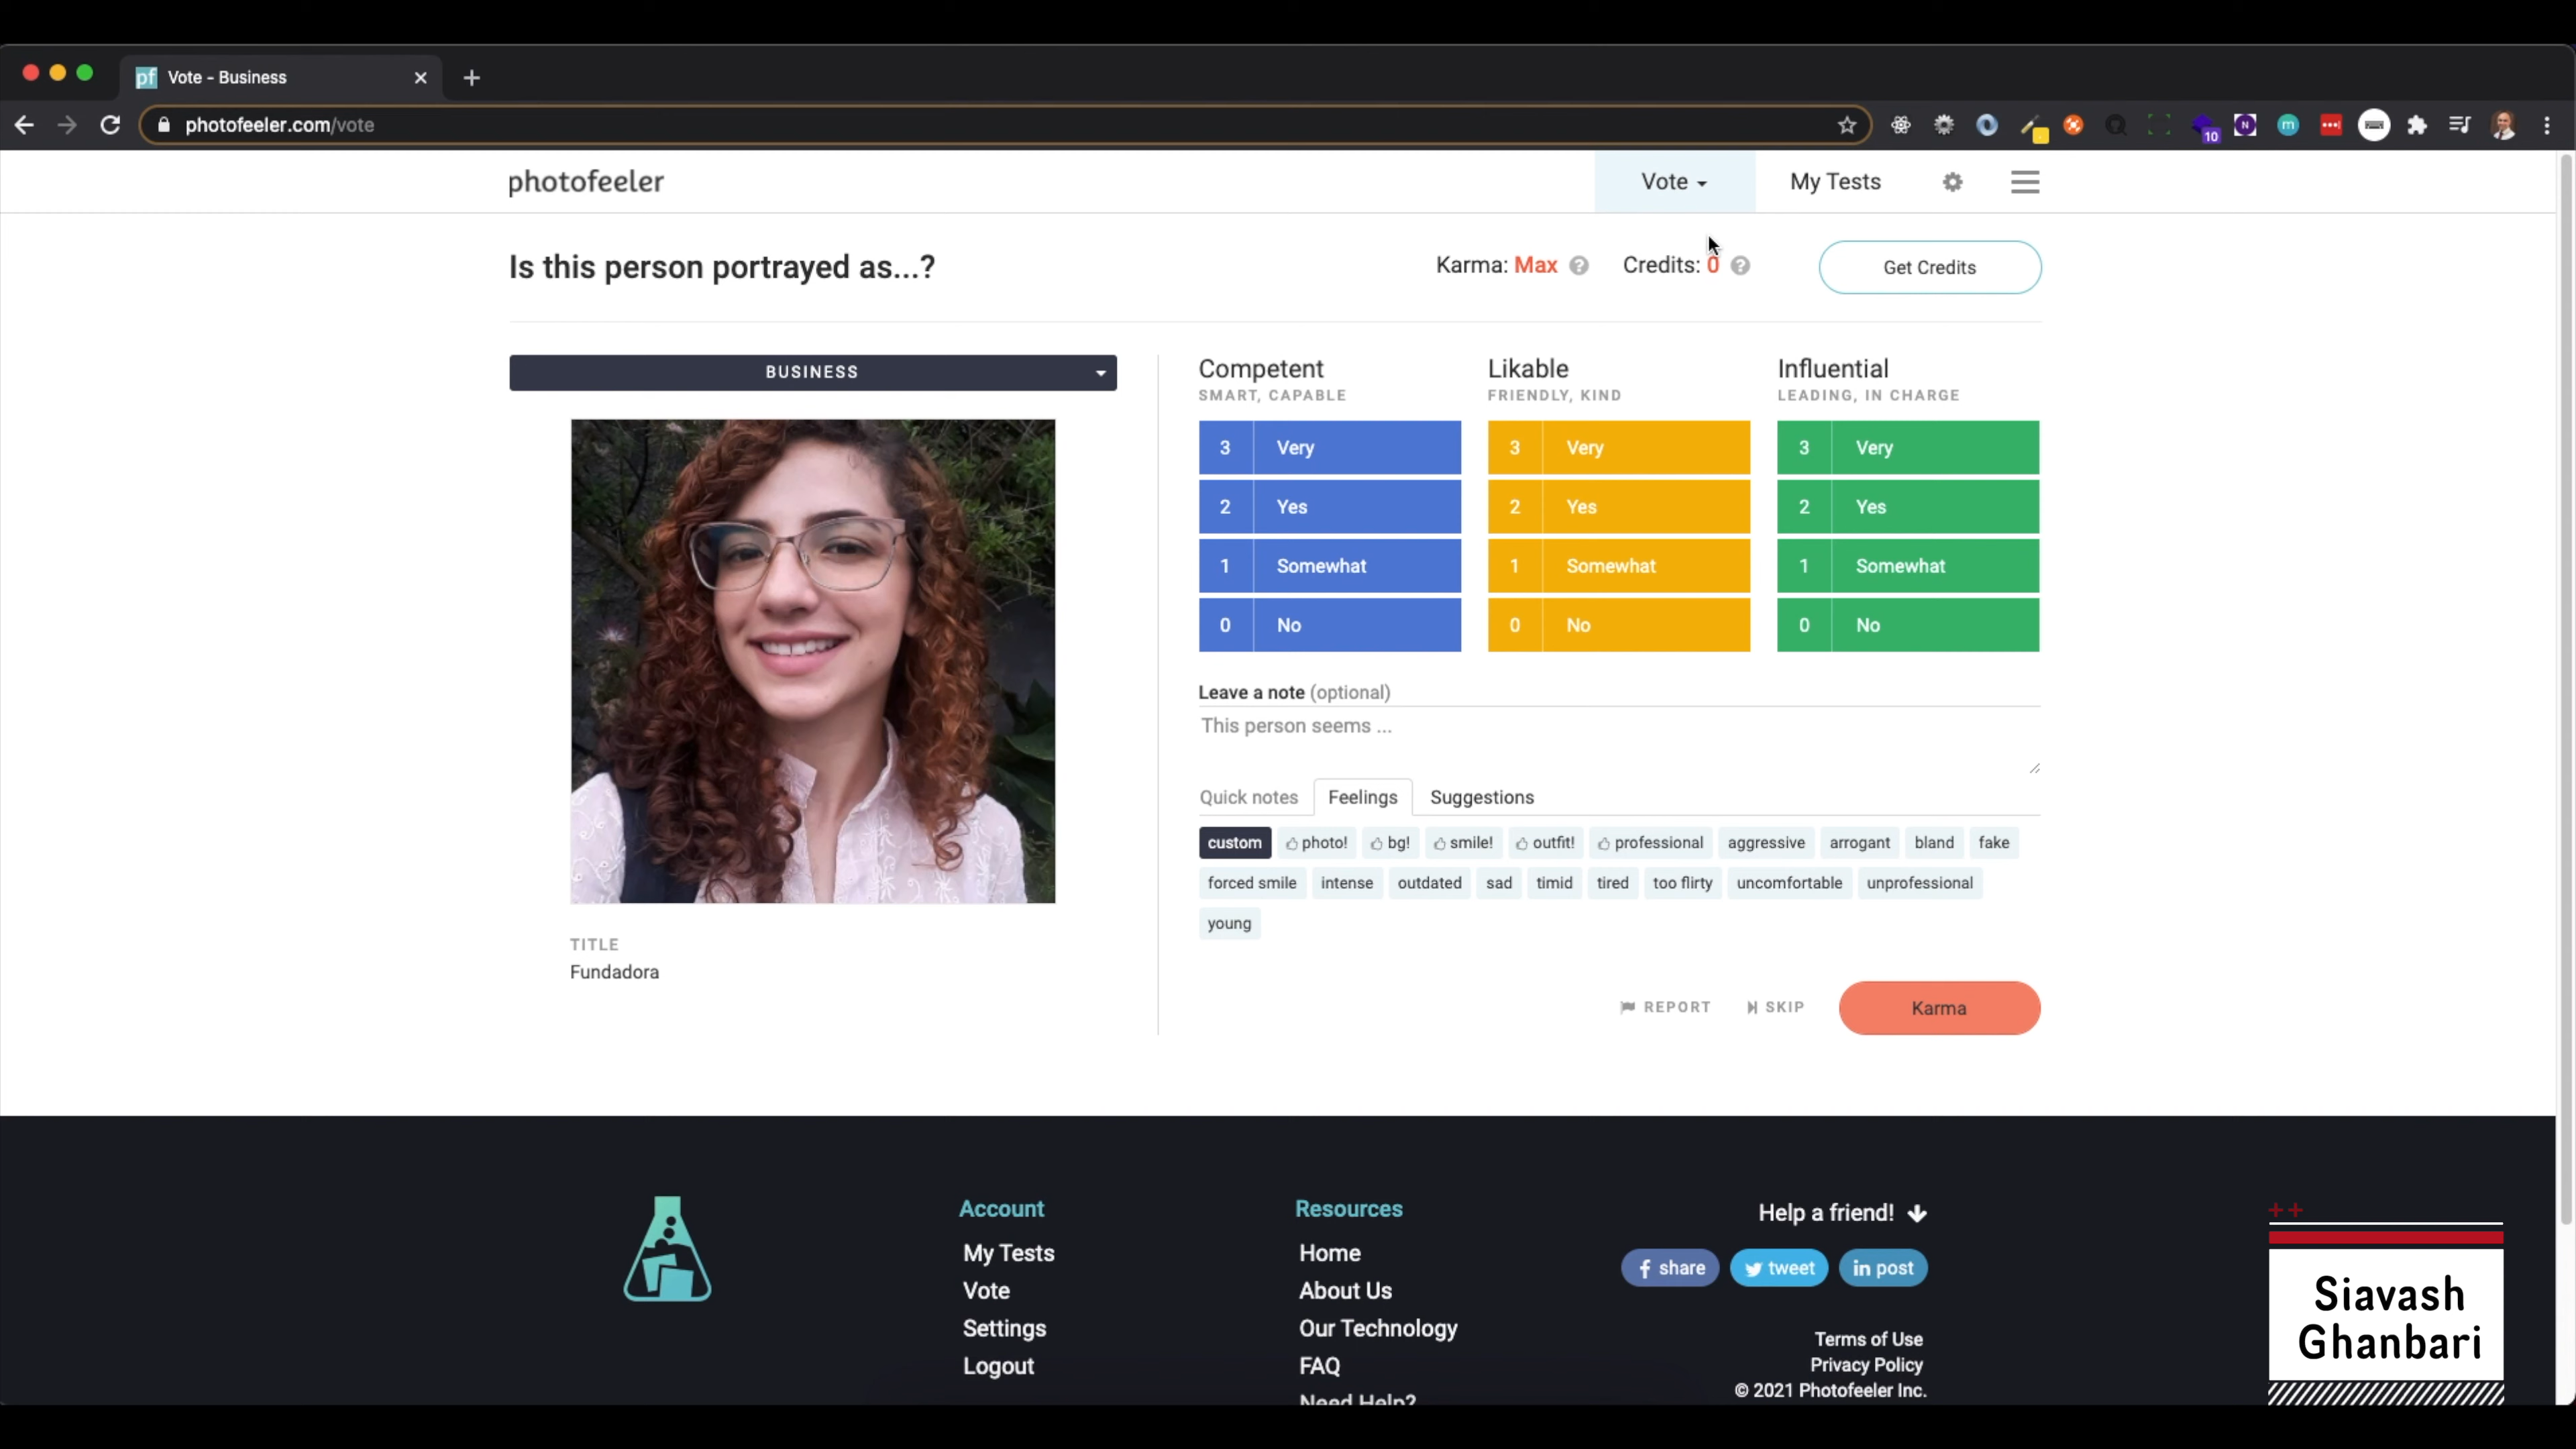 pf Vote - Business
photofeeler.com/vote
10
N
m
photofeeler
Vote
My Tests
Is this person portrayed as...?
Karma: Max ?
Credits: 0 ?
Get Credits
BUSINESS
Competent
SMART, CAPABLE
3 Very
2 Yes
1 Somewhat
0 No
Likable
FRIENDLY, KIND
3 Very
2 Yes
1 Somewhat
0 No
Influential
LEADING, IN CHARGE
3 Very
2 Yes
1 Somewhat
0 No
TITLE
Fundadora
Leave a note (optional)
This person seems ...
Quick notes Feelings Suggestions
custom photo! bg! smile! outfit! professional aggressive arrogant bland fake
forced smile intense outdated sad timid tired too flirty uncomfortable unprofessional
young
REPORT SKIP Karma
Account
My Tests
Vote
Settings
Logout
Resources
Home
About Us
Our Technology
FAQ
Need Help?
Help a friend!
share tweet in post
Terms of Use
Privacy Policy
© 2021 Photofeeler Inc.
++
Siavash
Ghanbari